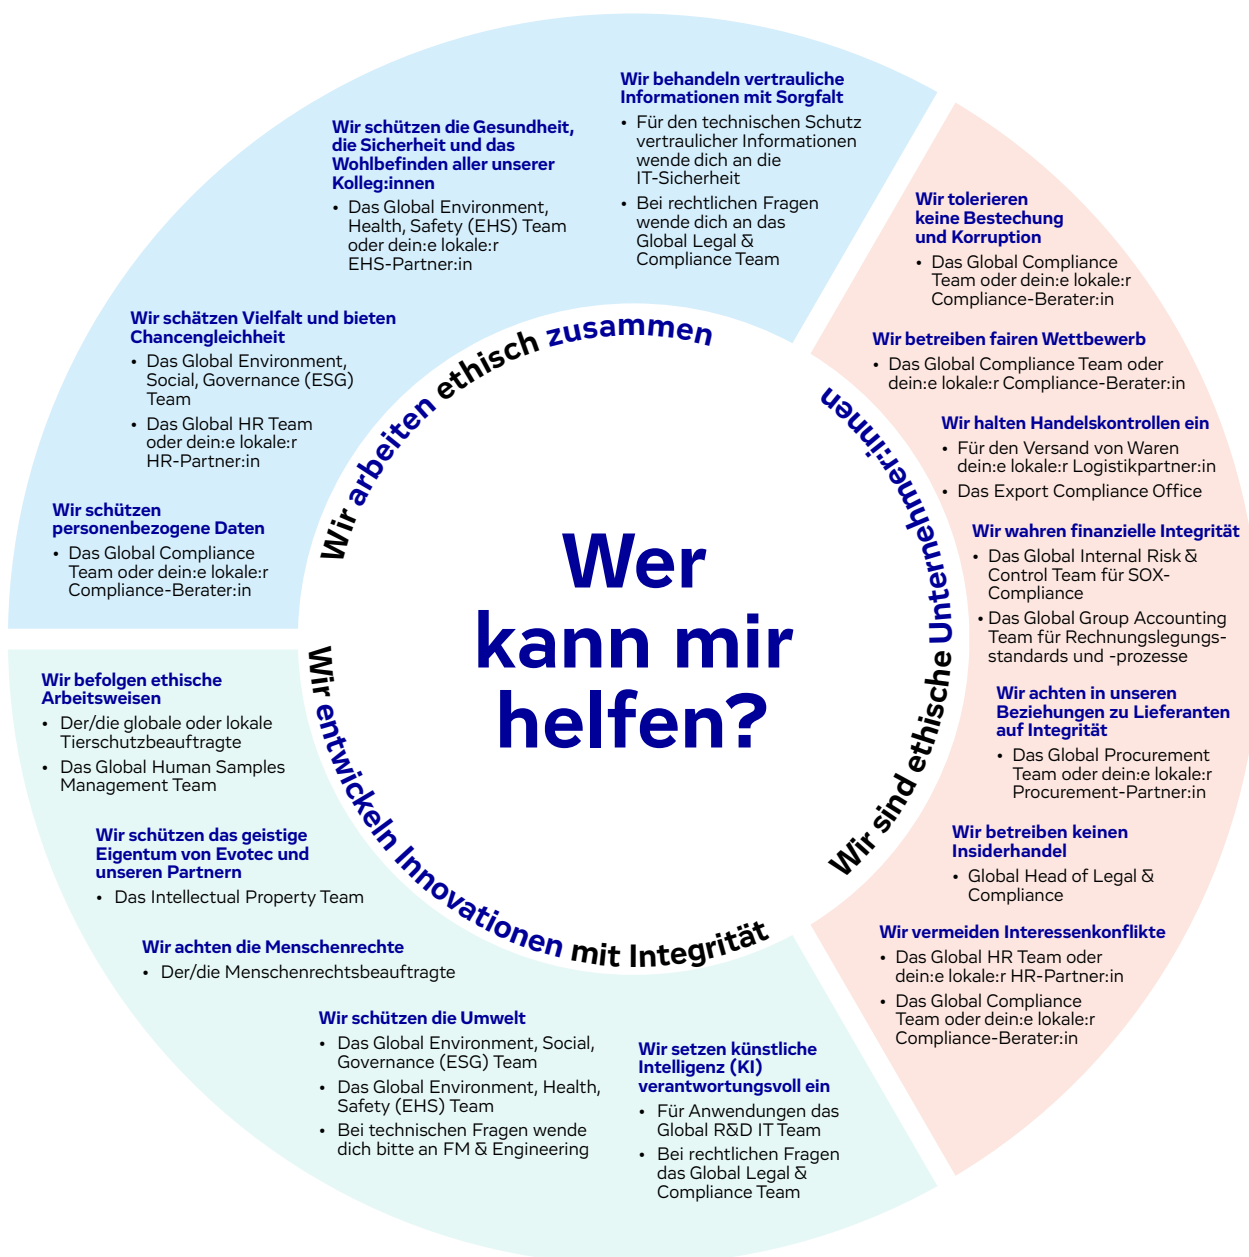 Wer
kann mir
helfen?
Wir arbeiten ethisch zusammen
Wir schützen
personenbezogene Daten
• Das Global Compliance
Team oder dein:e lokale:r
Compliance-Berater:in
Wir schätzen Vielfalt und bieten
Chancengleichheit
• Das Global Environment,
Social, Governance (ESG)
Team
• Das Global HR Team
oder dein:e lokale:r
HR-Partner:in
Wir schützen die Gesundheit,
die Sicherheit und das
Wohlbefinden aller unserer
Kolleg:innen
• Das Global Environment,
Health, Safety (EHS) Team
oder dein:e lokale:r
EHS-Partner:in
Wir behandeln vertrauliche
Informationen mit Sorgfalt
• Für den technischen Schutz
vertraulicher Informationen
wende dich an die
IT-Sicherheit
• Bei rechtlichen Fragen
wende dich an das
Global Legal &
Compliance Team
Wir sind ethische Unternehmer:innen
Wir tolerieren
keine Bestechung
und Korruption
• Das Global Compliance
Team oder dein:e lokale:r
Compliance-Berater:in
Wir betreiben fairen Wettbewerb
• Das Global Compliance Team oder
dein:e lokale:r Compliance-Berater:in
Wir halten Handelskontrollen ein
• Für den Versand von Waren
dein:e lokale:r Logistikpartner:in
• Das Export Compliance Office
Wir wahren finanzielle Integrität
• Das Global Internal Risk &
Control Team für SOX-
Compliance
• Das Global Group Accounting
Team für Rechnungslegungs-
standards und -prozesse
Wir achten in unseren
Beziehungen zu Lieferanten
auf Integrität
• Das Global Procurement
Team oder dein:e lokale:r
Procurement-Partner:in
Wir betreiben keinen
Insiderhandel
• Global Head of Legal &
Compliance
Wir vermeiden Interessenkonflikte
• Das Global HR Team oder
dein:e lokale:r HR-Partner:in
• Das Global Compliance
Team oder dein:e lokale:r
Compliance-Berater:in
Wir entwickeln Innovationen mit Integrität
Wir befolgen ethische
Arbeitsweisen
• Der/die globale oder lokale
Tierschutzbeauftragte
• Das Global Human Samples
Management Team
Wir schützen das geistige
Eigentum von Evotec und
unseren Partnern
• Das Intellectual Property Team
Wir achten die Menschenrechte
• Der/die Menschenrechtsbeauftragte
Wir schützen die Umwelt
• Das Global Environment, Social,
Governance (ESG) Team
• Das Global Environment, Health,
Safety (EHS) Team
• Bei technischen Fragen wende
dich bitte an FM & Engineering
Wir setzen künstliche
Intelligenz (KI)
verantwortungsvoll ein
• Für Anwendungen das
Global R&D IT Team
• Bei rechtlichen Fragen
das Global Legal &
Compliance Team